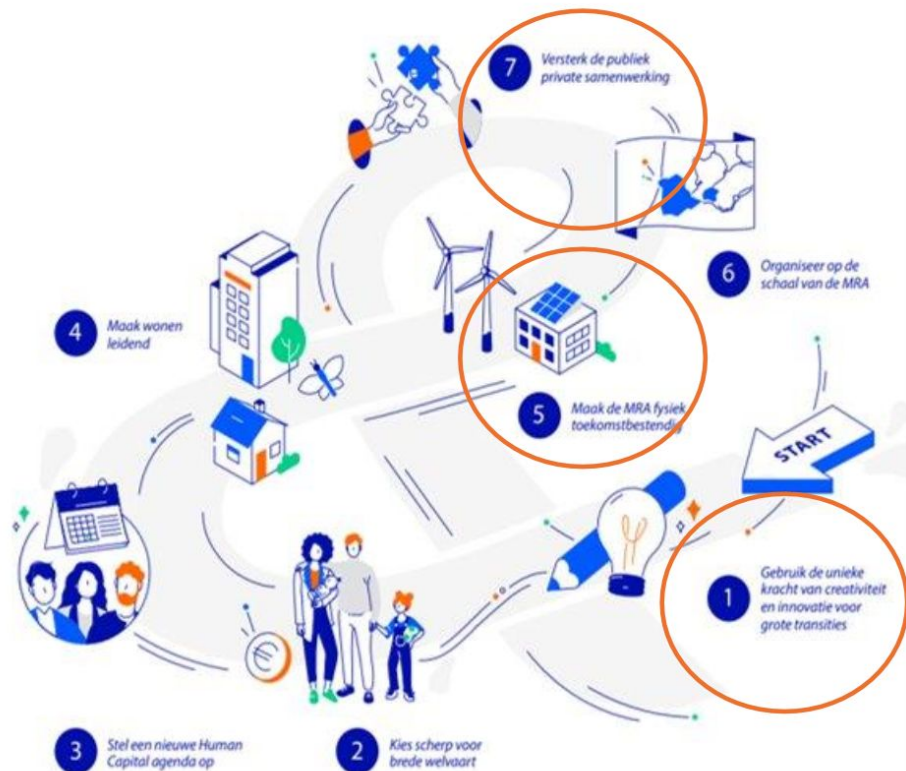 7
Versterk de publiek
private samenwerking
6
Organiseer op de
schaal van de MRA
4
Maak wonen
leidend
5
Maak de MRA fysiek
toekomstbestendig
START
1
Gebruik de unieke
kracht van creativiteit
en innovatie voor
grote transities
€
3
Stel een nieuwe Human
Capital agenda op
2
Kies scherp voor
brede welvaart